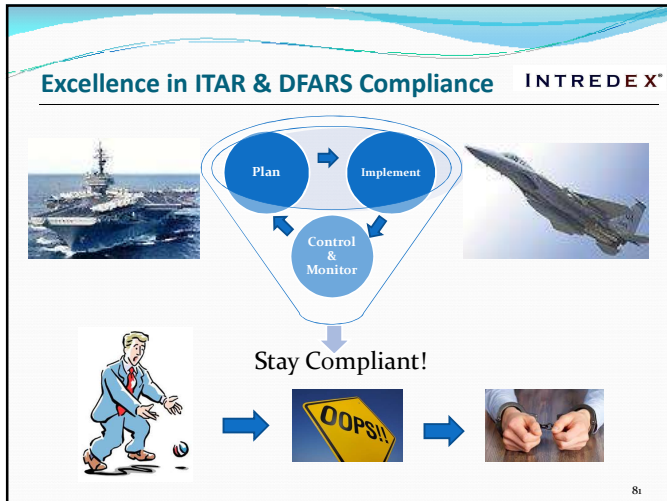 Excellence in ITAR & DFARS Compliance
INTREDEX®
Plan
Implement
Control
&
Monitor
Stay Compliant!
OOPS!!
81